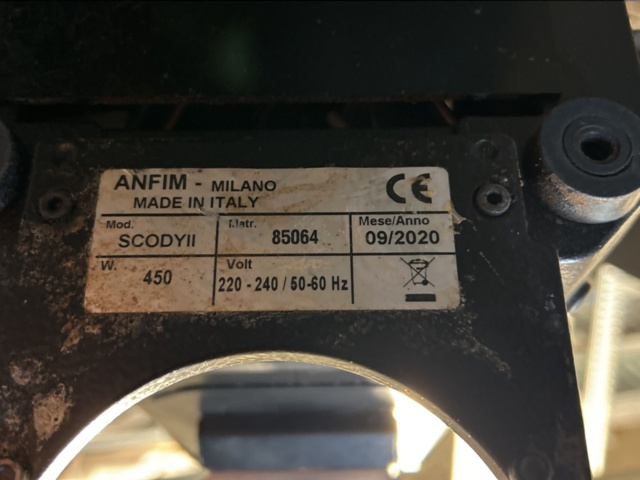 ANFIM - MILANO
MADE IN ITALY
CE
Mod. Matr. Mese/Anno
SCODYII 85064 09/2020
W. Volt
450 220 - 240 / 50-60 Hz